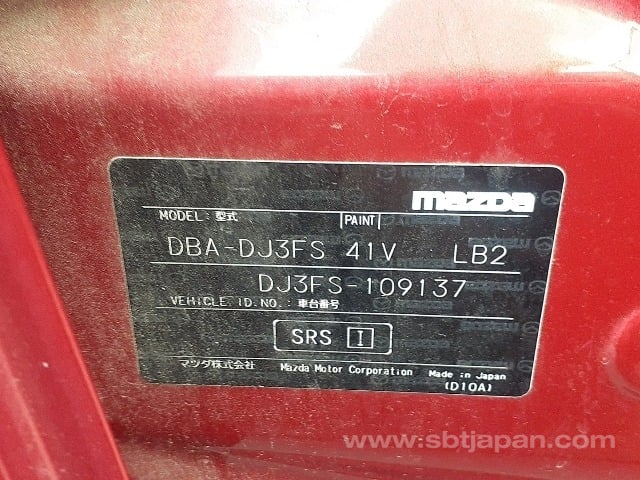 mazda
MODEL: 型式 PAINT
DBA-DJ3FS 41V LB2
DJ3FS-109137
VEHICLE. ID. NO.: 車台番号
SRS I
マツダ株式会社 Mazda Motor Corporation Made in Japan
(D10A)
www.sbtjapan.com